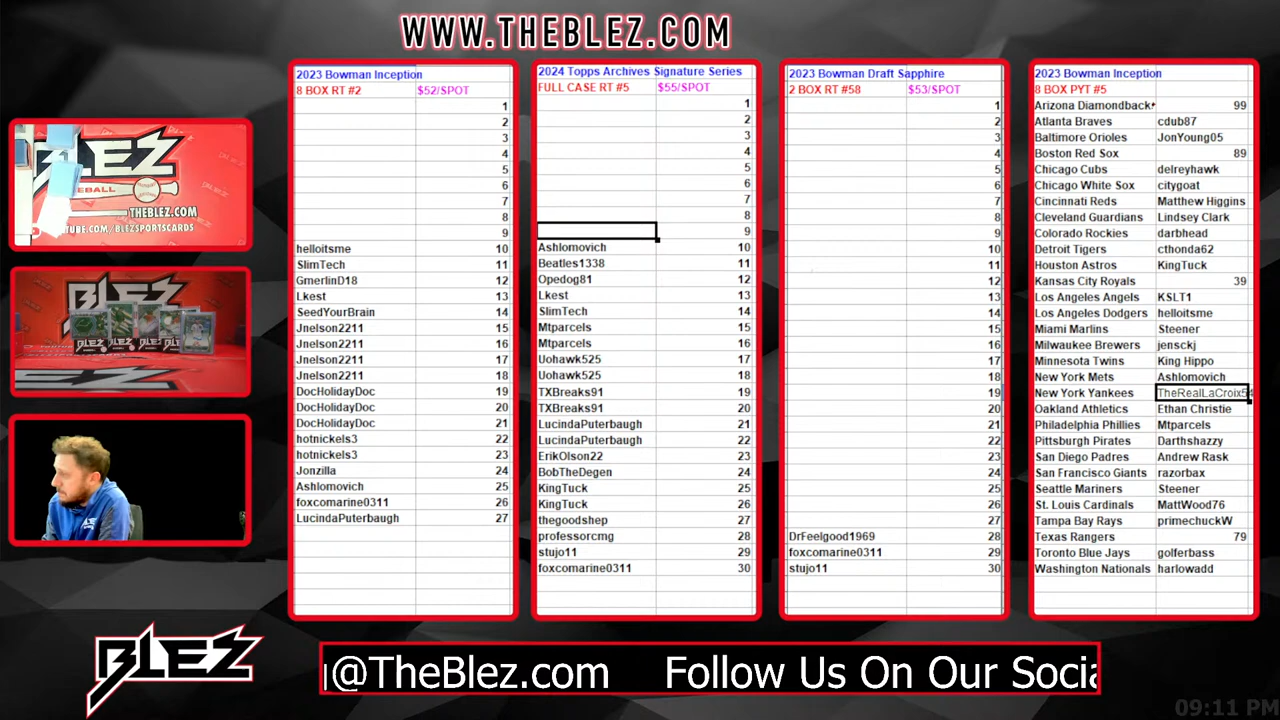 WWW.THEBLEZ.COM
BLEZ
BASEBALL
THEBLEZ.COM
YOUTUBE.COM/BLEZSPORTSCARDS
BLEZ
BLEZ
2023 Bowman Inception
8 BOX RT #2 $52/SPOT
1
2
3
4
5
6
7
8
9
helloitsme 10
SlimTech 11
GmerlinD18 12
Lkest 13
SeedYourBrain 14
Jnelson2211 15
Jnelson2211 16
Jnelson2211 17
Jnelson2211 18
DocHolidayDoc 19
DocHolidayDoc 20
DocHolidayDoc 21
hotnickels3 22
hotnickels3 23
Jonzilla 24
Ashlomovich 25
foxcomarine0311 26
LucindaPuterbaugh 27
2024 Topps Archives Signature Series
FULL CASE RT #5 $55/SPOT
1
2
3
4
5
6
7
8
9
Ashlomovich 10
Beatles1338 11
Opedog81 12
Lkest 13
SlimTech 14
Mtparcels 15
Mtparcels 16
Uohawk525 17
Uohawk525 18
TXBreaks91 19
TXBreaks91 20
LucindaPuterbaugh 21
LucindaPuterbaugh 22
ErikOlson22 23
BobTheDegen 24
KingTuck 25
KingTuck 26
thegoodshep 27
professorcmg 28
stujo11 29
foxcomarine0311 30
2023 Bowman Draft Sapphire
2 BOX RT #58 $53/SPOT
1
2
3
4
5
6
7
8
9
10
11
12
13
14
15
16
17
18
19
20
21
22
23
24
25
26
27
DrFeelgood1969 28
foxcomarine0311 29
stujo11 30
2023 Bowman Inception
8 BOX PYT #5
Arizona Diamondback 99
Atlanta Braves cdub87
Baltimore Orioles JonYoung05
Boston Red Sox 89
Chicago Cubs delreyhawk
Chicago White Sox citygoat
Cincinnati Reds Matthew Higgins
Cleveland Guardians Lindsey Clark
Colorado Rockies darbhead
Detroit Tigers cthonda62
Houston Astros KingTuck
Kansas City Royals 39
Los Angeles Angels KSLT1
Los Angeles Dodgers helloitsme
Miami Marlins Steener
Milwaukee Brewers jensckj
Minnesota Twins King Hippo
New York Mets Ashlomovich
New York Yankees TheRealLaCroix54
Oakland Athletics Ethan Christie
Philadelphia Phillies Mtparcels
Pittsburgh Pirates Darthshazzy
San Diego Padres Andrew Rask
San Francisco Giants razorbax
Seattle Mariners Steener
St. Louis Cardinals MattWood76
Tampa Bay Rays primechuckW
Texas Rangers 79
Toronto Blue Jays golferbass
Washington Nationals harlowadd
BLEZ
@TheBlez.com Follow Us On Our Socia
09:11 PM